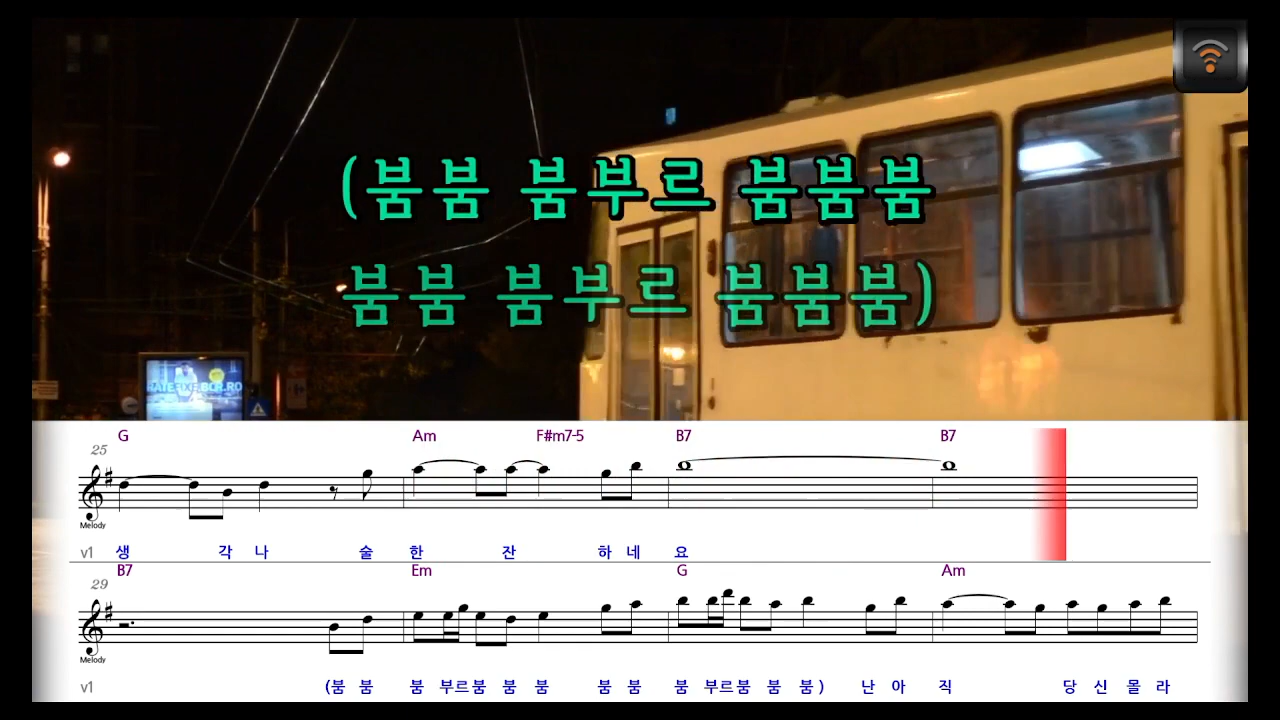 (붐붐 붐부르 붐붐붐
붐붐 붐부르 붐붐붐)
G Am F#m7-5 B7 B7
25
Melody
v1 생 각 나 술 한 잔 하 네 요
B7 Em G Am
29
Melody
v1 (붐 붐 붐 부르 붐 붐 붐 붐 붐 붐 부르 붐 붐 붐 ) 난 아 직 당 신 몰 라